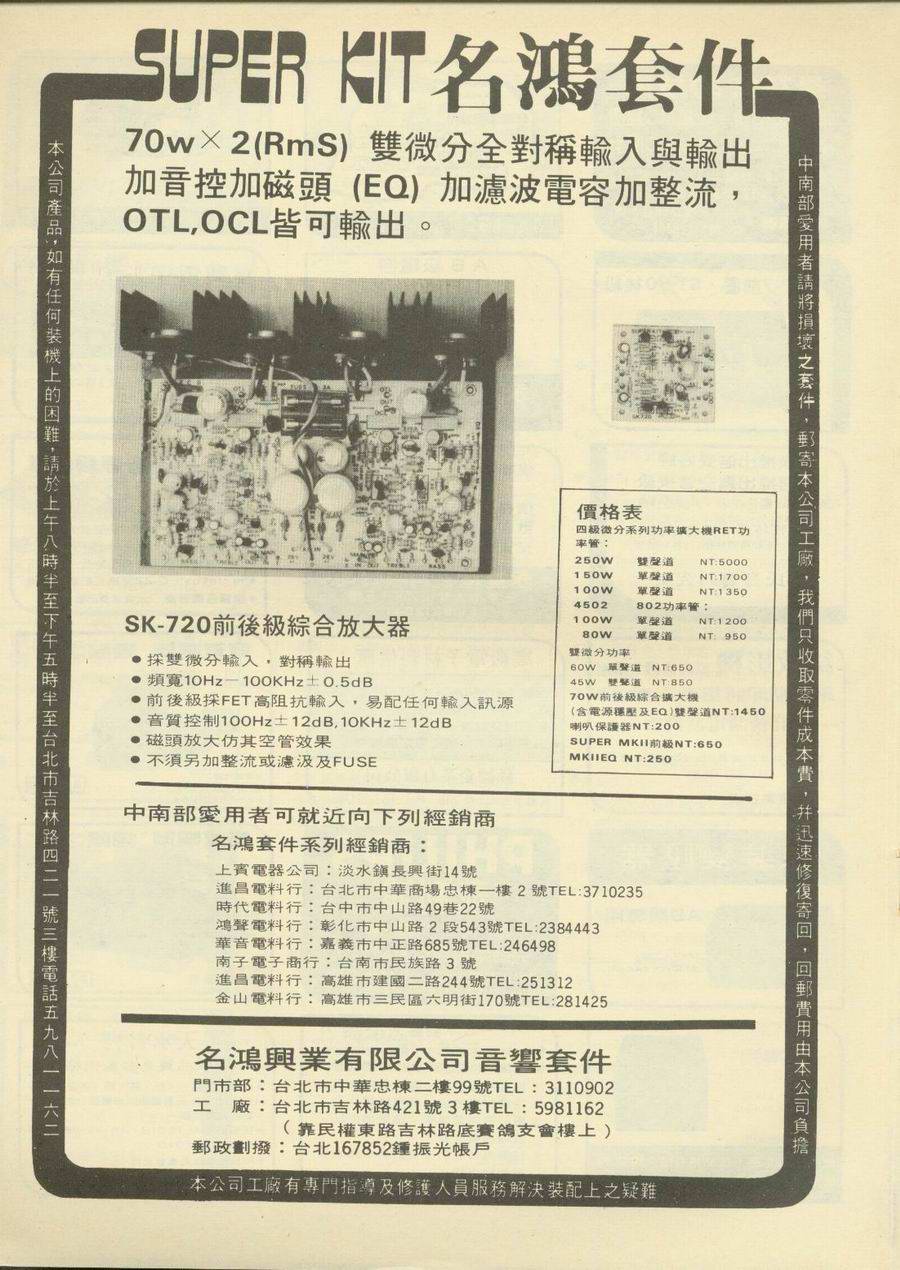 SUPER KIT 名鴻套件
70w×2(RmS) 雙微分全對稱輸入與輸出
加音控加磁頭 (EQ) 加濾波電容加整流，
OTL,OCL皆可輸出。
中南部愛用者請將損壞之套件，郵寄本公司工廠，我們只收取零件成本費，并迅速修復寄回，回郵費用由本公司負擔
本公司產品，如有任何裝機上的困難，請於上午八時半至下午五時半至台北市吉林路四二一號三樓電話五九八一一六二
SK-720前後級綜合放大器
●採雙微分輸入，對稱輸出
●頻寬10Hz－100KHz±0.5dB
●前後級採FET高阻抗輸入，易配任何輸入訊源
●音質控制100Hz±12dB,10KHz±12dB
●磁頭放大仿其空管效果
●不須另加整流或濾汲及FUSE
價格表
四級微分系列功率擴大機RET功
率管：
250W 雙聲道 NT:5000
150W 單聲道 NT:1700
100W 單聲道 NT:1350
4502 802功率管：
100W 單聲道 NT:1200
80W 單聲道 NT: 950
雙微分功率
60W 單聲道 NT:650
45W 雙聲道 NT:850
70W前後級綜合擴大機
(含電源穩壓及EQ)雙聲道NT:1450
喇叭保護器NT:200
SUPER MKII前級NT:650
MKIIEQ NT:250
中南部愛用者可就近向下列經銷商
名鴻套件系列經銷商：
上賓電器公司：淡水鎮長興街14號
進昌電料行：台北市中華商場忠棟一樓2號TEL:3710235
時代電料行：台中市中山路49巷22號
鴻聲電料行：彰化市中山路2段543號TEL:2384443
華音電料行：嘉義市中正路685號TEL:246498
南子電子商行：台南市民族路3號
進昌電料行：高雄市建國二路244號TEL:251312
金山電料行：高雄市三民區六明街170號TEL:281425
名鴻興業有限公司音響套件
門市部：台北市中華忠棟二樓99號TEL：3110902
工　廠：台北市吉林路421號3樓TEL：5981162
（靠民權東路吉林路底賽鴿支會樓上）
郵政劃撥：台北167852鍾振光帳戶
本公司工廠有專門指導及修護人員服務解決裝配上之疑難